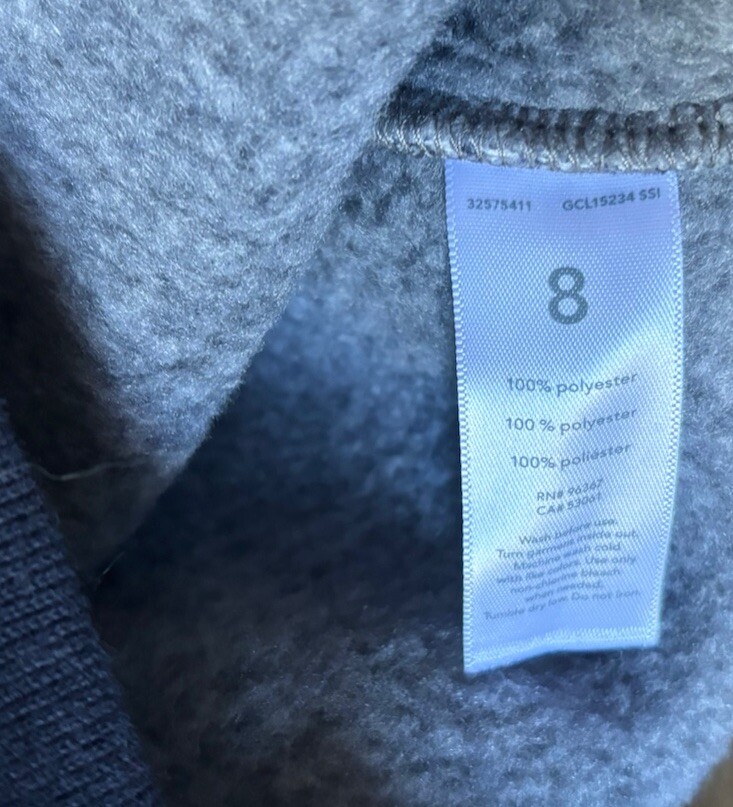 32575411 GCL15234 SSI
8
100% polyester
100 % polyester
100% poliester
RN# 96367
CA# 53061
Wash before use.
Turn garment inside out.
Machine wash cold
with like colors. Use only
non-chlorine bleach
when needed.
Tumble dry low. Do not iron.